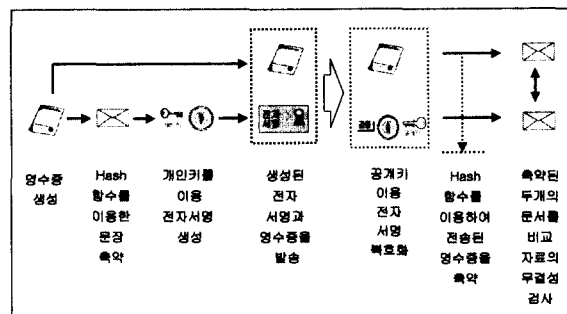 영수증
생성
Hash
함수를
이용한
문장
축약
개인키를
이용
전자서명
생성
생성된
전자
서명과
영수증을
발송
공개키
이용
전자
서명
복호화
Hash
함수를
이용하여
전송된
영수증을
축약
축약된
두개의
문서를
비교
자료의
무결성
검사